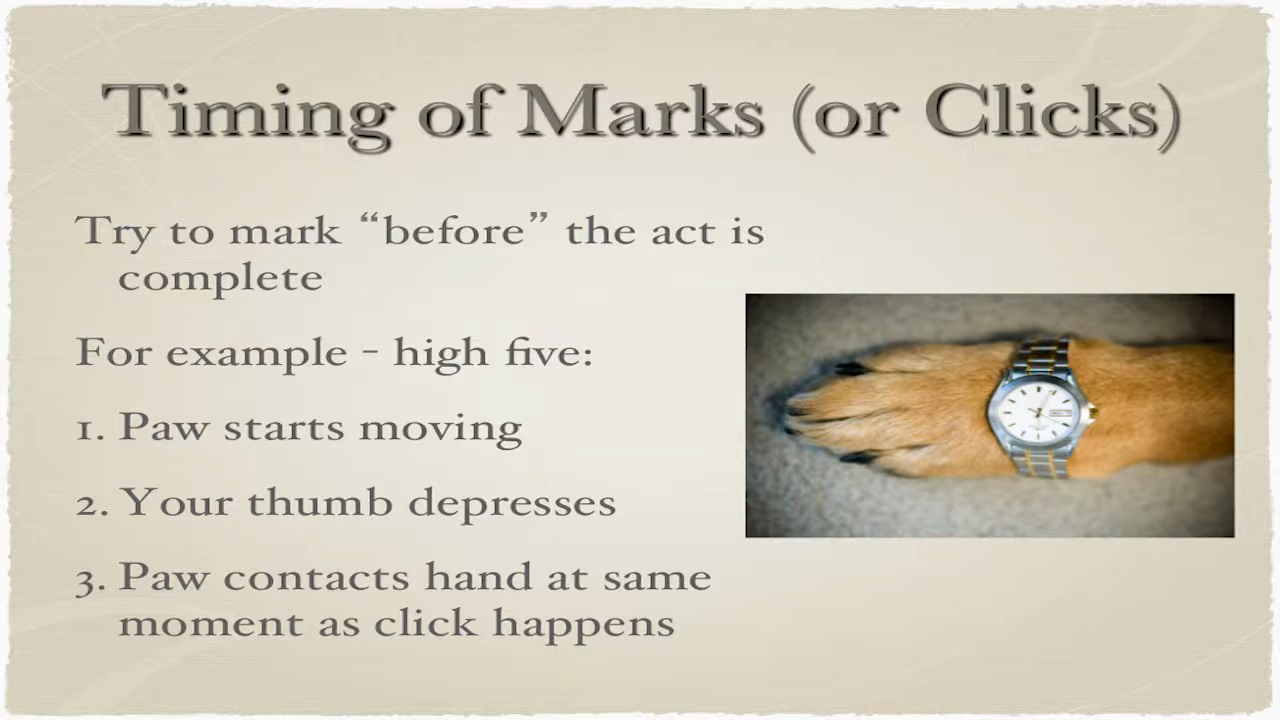 Timing of Marks (or Clicks)
Try to mark “before” the act is
complete
For example - high five:
1. Paw starts moving
2. Your thumb depresses
3. Paw contacts hand at same
moment as click happens